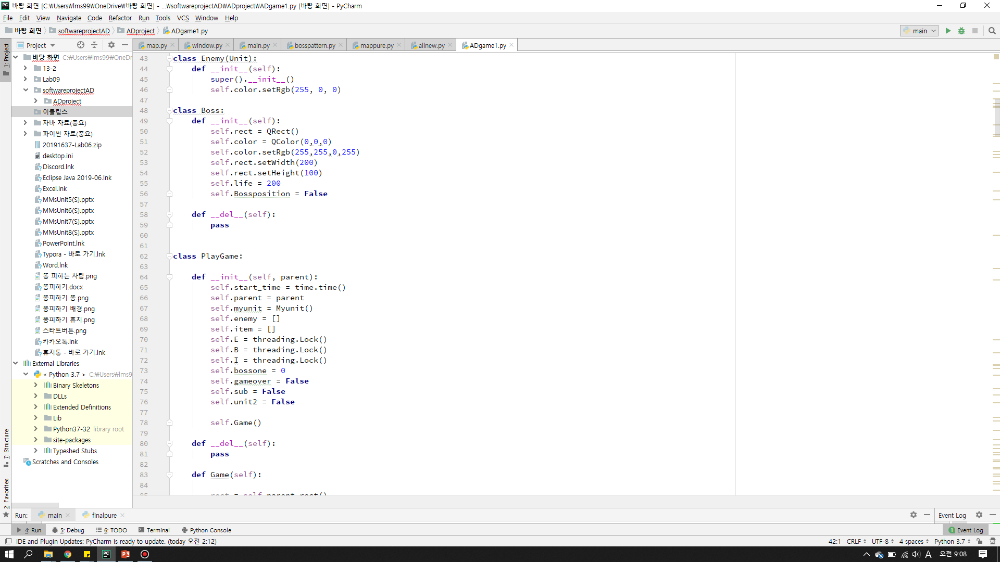 바탕 화면 [C:₩Users₩lms99₩OneDrive₩바탕 화면] - ...₩softwareprojectAD₩ADproject₩ADgame1.py [바탕 화면] - PyCharm
File Edit View Navigate Code Refactor Run Tools VCS Window Help
바탕 화면 softwareprojectAD ADproject ADgame1.py main
1: Project
Project
map.py window.py main.py bosspattern.py mappure.py allnew.py ADgame1.py
바탕 화면 C:₩Users₩lms99₩OneDr
13-2
Lab09
softwareprojectAD
ADproject
이클립스
자바 자료(중요)
파이썬 자료(중요)
20191637-Lab06.zip
desktop.ini
Discord.lnk
Eclipse Java 2019-06.lnk
Excel.lnk
MMsUnit5(S).pptx
MMsUnit6(S).pptx
MMsUnit7(S).pptx
MMsUnit8(S).pptx
PowerPoint.lnk
Typora - 바로 가기.lnk
Word.lnk
똥 피하는 사람.png
똥피하기.docx
똥피하기 똥.png
똥피하기 배경.png
똥피하기 휴지.png
스타트버튼.png
카카오톡.lnk
휴지통 - 바로 가기.lnk
External Libraries
< Python 3.7 > C:₩Users₩lms9
Binary Skeletons
DLLs
Extended Definitions
Lib
Python37-32 library root
site-packages
Typeshed Stubs
Scratches and Consoles
7: Structure
2: Favorites
43 class Enemy(Unit):
44 def __init__(self):
45 super().__init__()
46 self.color.setRgb(255, 0, 0)
47
48 class Boss:
49 def __init__(self):
50 self.rect = QRect()
51 self.color = QColor(0,0,0)
52 self.color.setRgb(255,255,0,255)
53 self.rect.setWidth(200)
54 self.rect.setHeight(100)
55 self.life = 200
56 self.Bossposition = False
57
58 def __del__(self):
59 pass
60
61
62 class PlayGame:
63
64 def __init__(self, parent):
65 self.start_time = time.time()
66 self.parent = parent
67 self.myunit = Myunit()
68 self.enemy = []
69 self.item = []
70 self.E = threading.Lock()
71 self.B = threading.Lock()
72 self.I = threading.Lock()
73 self.bossone = 0
74 self.gameover = False
75 self.sub = False
76 self.unit2 = False
77
78 self.Game()
79
80 def __del__(self):
81 pass
82
83 def Game(self):
84
85 rect = self.parent.rect()
Run: main finalpure Event Log
4: Run 5: Debug 6: TODO Terminal Python Console 1 Event Log
IDE and Plugin Updates: PyCharm is ready to update. (today 오전 2:12) 42:1 CRLF UTF-8 4 spaces Python 3.7
A 오전 9:08